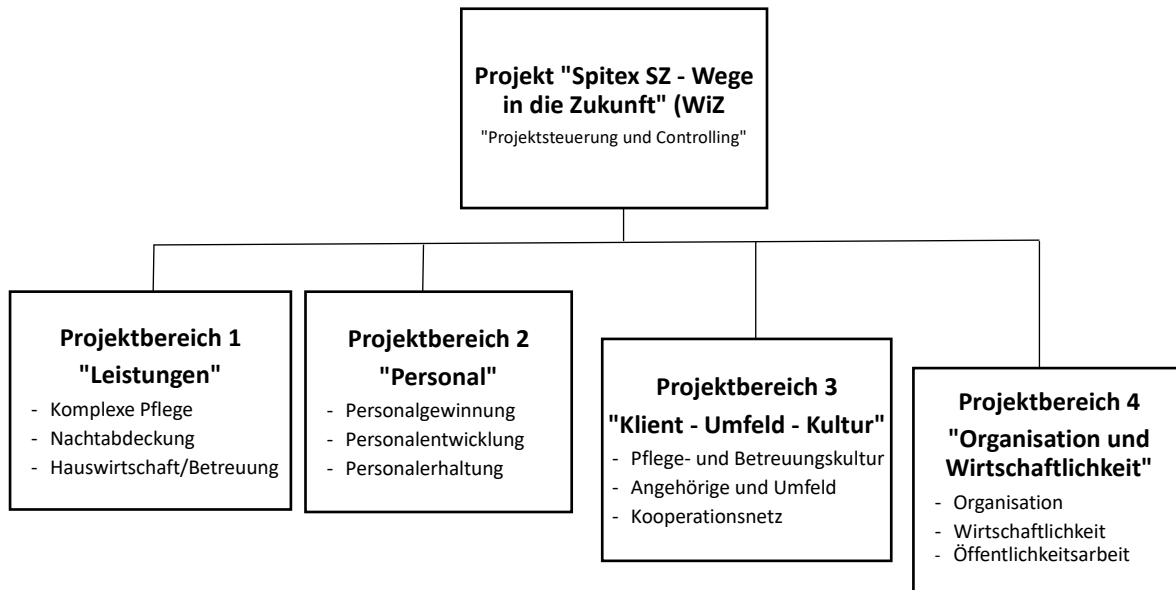 Projekt "Spitex SZ - Wege
in die Zukunft" (WiZ
"Projektsteuerung und Controlling"
Projektbereich 1
"Leistungen"
- Komplexe Pflege
- Nachtabdeckung
- Hauswirtschaft/Betreuung
Projektbereich 2
"Personal"
- Personalgewinnung
- Personalentwicklung
- Personalerhaltung
Projektbereich 3
"Klient - Umfeld - Kultur"
- Pflege- und Betreuungskultur
- Angehörige und Umfeld
- Kooperationsnetz
Projektbereich 4
"Organisation und
Wirtschaftlichkeit"
- Organisation
- Wirtschaftlichkeit
- Öffentlichkeitsarbeit